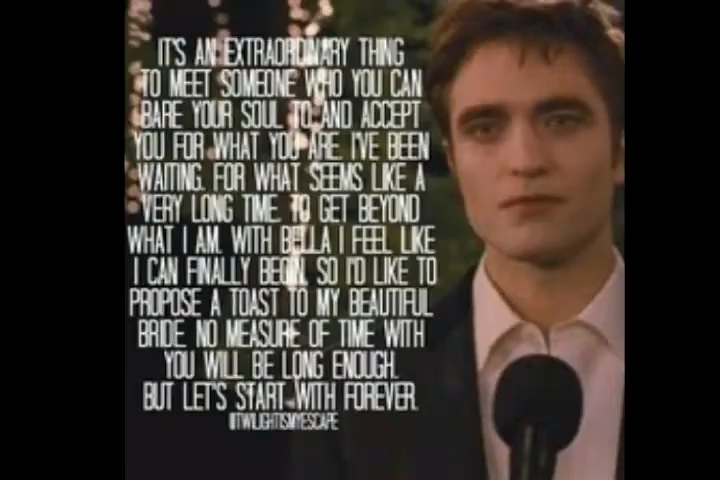 IT'S AN EXTRAORDINARY THING
TO MEET SOMEONE WHO YOU CAN
BARE YOUR SOUL TO AND ACCEPT
YOU FOR WHAT YOU ARE. I'VE BEEN
WAITING. FOR WHAT SEEMS LIKE A
VERY LONG TIME. TO GET BEYOND
WHAT I AM. WITH BELLA I FEEL LIKE
I CAN FINALLY BEGIN. SO I'D LIKE TO
PROPOSE A TOAST TO MY BEAUTIFUL
BRIDE. NO MEASURE OF TIME WITH
YOU WILL BE LONG ENOUGH.
BUT LET'S START WITH FOREVER.
@TWILIGHTISMYESCAPE